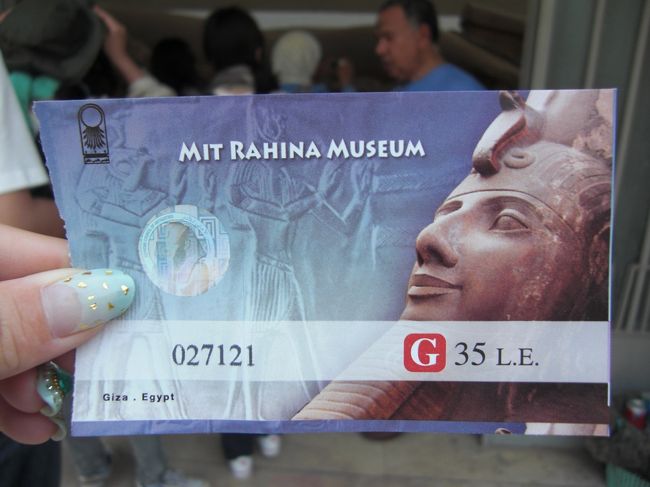 MIT RAHINA MUSEUM
027121
G 35 L.E.
Giza . Egypt